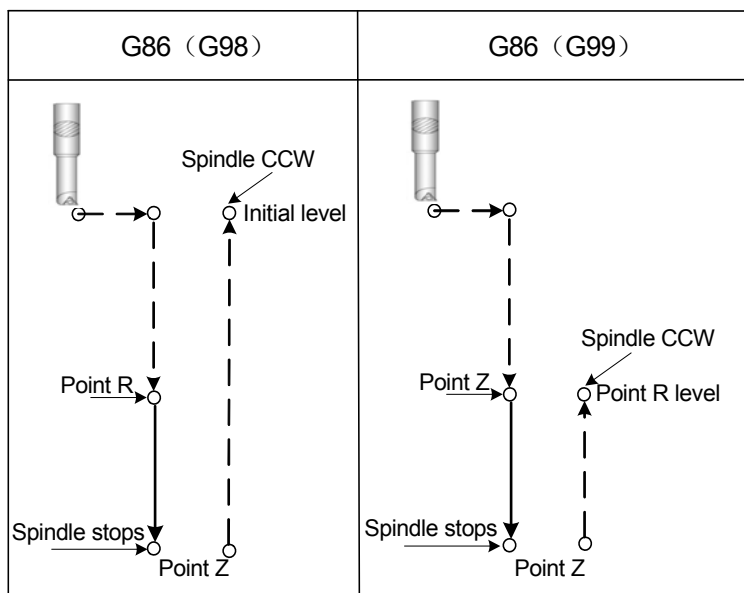 G86（G98）
G86（G99）
Spindle CCW
Initial level
Point R
Spindle stops
Point Z
Spindle CCW
Point Z
Point R level
Spindle stops
Point Z